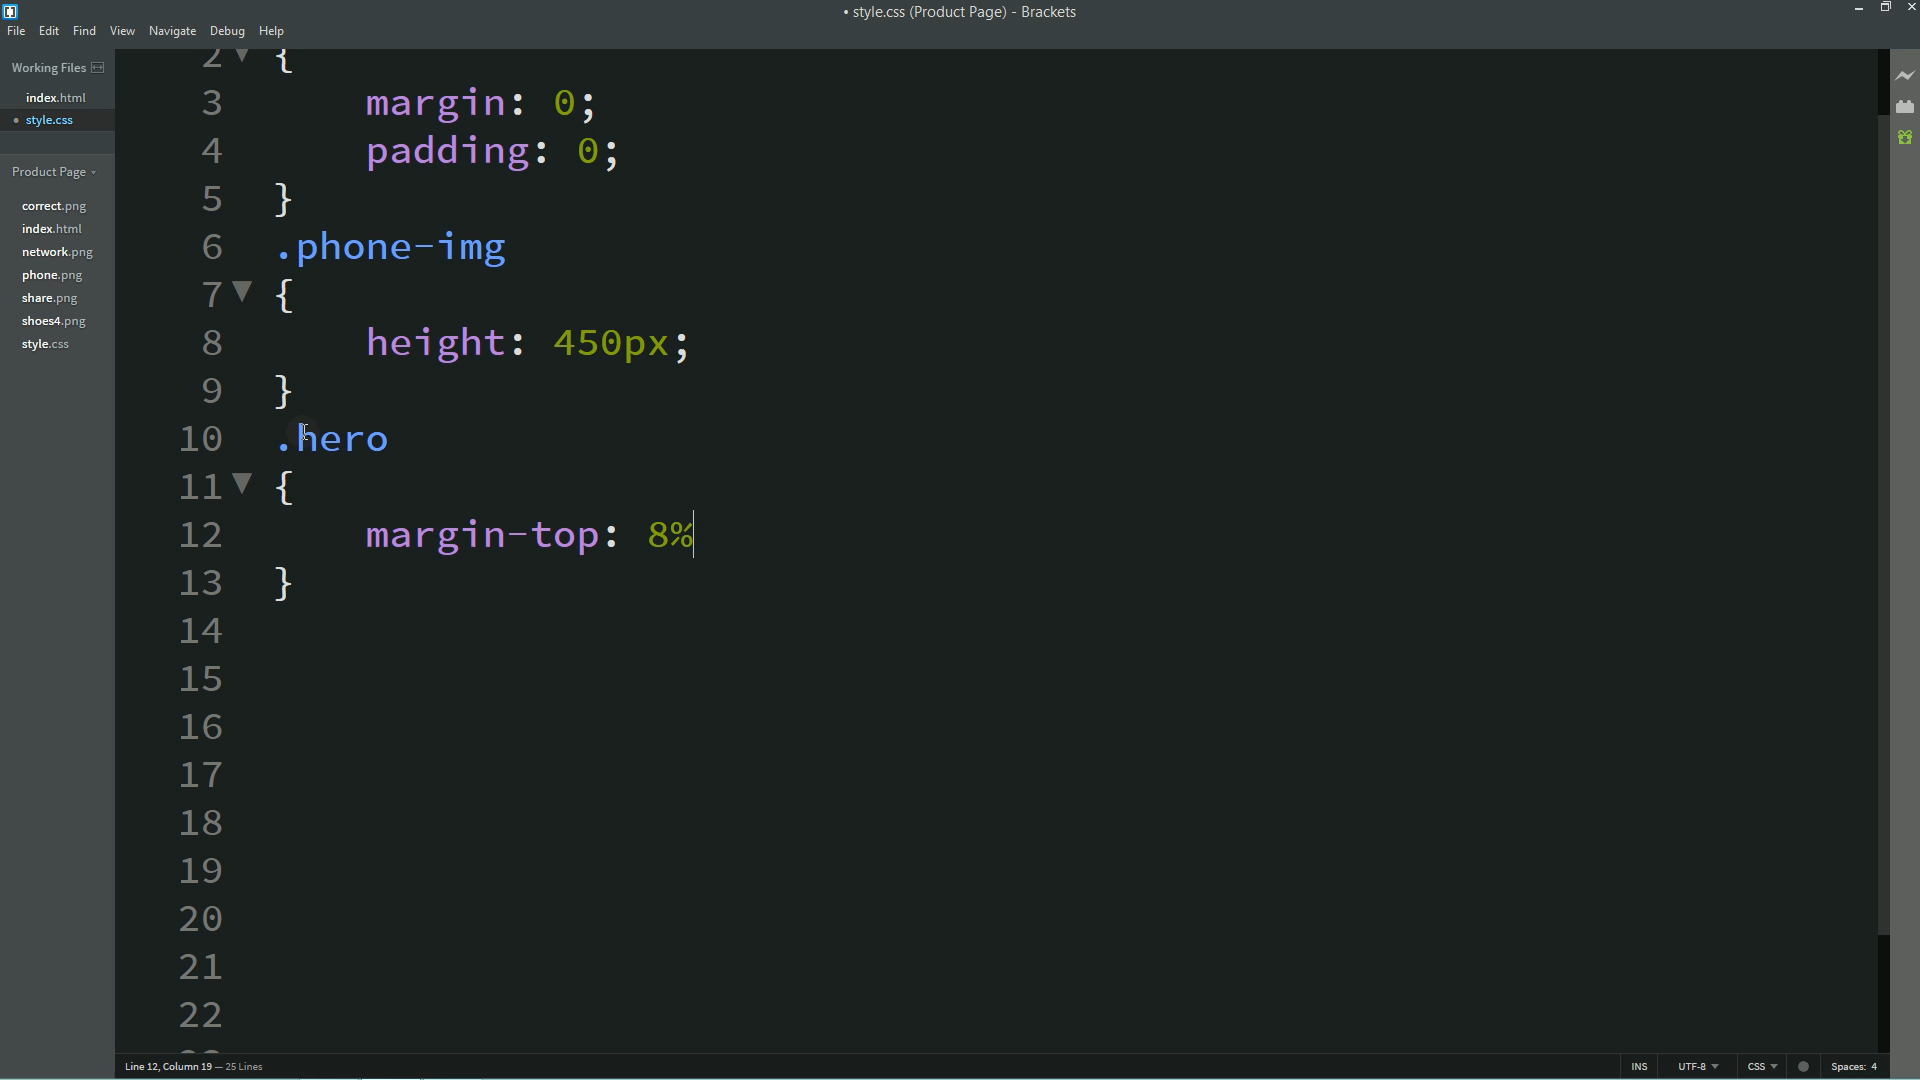 • style.css (Product Page) - Brackets
File Edit Find View Navigate Debug Help
Working Files
index.html
• style.css
Product Page
correct.png
index.html
network.png
phone.png
share.png
shoes4.png
style.css
2 {
3 margin: 0;
4 padding: 0;
5 }
6 .phone-img
7 {
8 height: 450px;
9 }
10 .hero
11 {
12 margin-top: 8%
13 }
14
15
16
17
18
19
20
21
22
Line 12, Column 19 — 25 Lines
INS UTF-8 CSS Spaces: 4